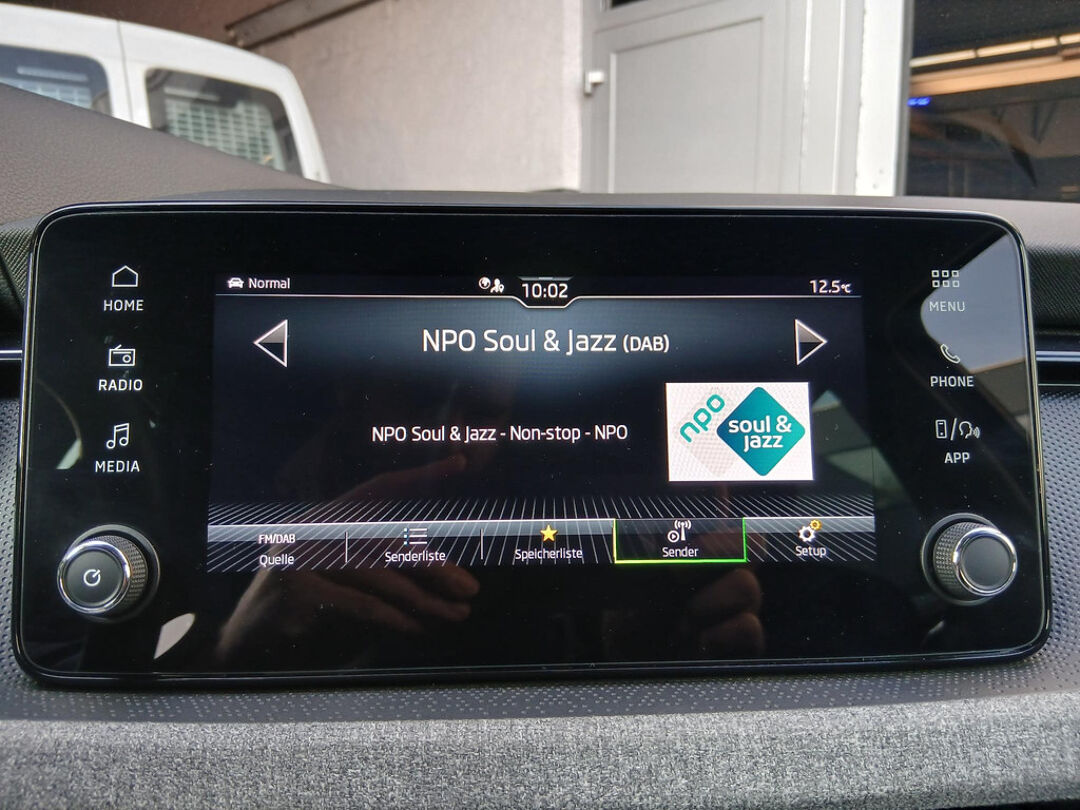 HOME
RADIO
MEDIA
Normal
10:02
12.5°C
NPO Soul & Jazz (DAB)
NPO Soul & Jazz - Non-stop - NPO
npo
soul &
jazz
FM/DAB
Quelle
Senderliste
Speicherliste
Sender
Setup
MENU
PHONE
APP